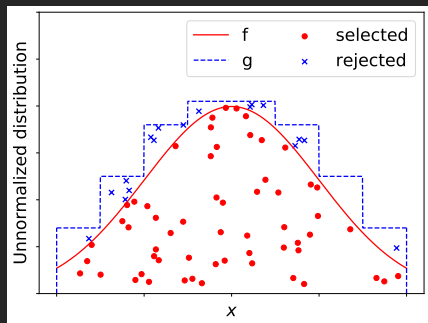 f
g
selected
rejected
Unnormalized distribution
x